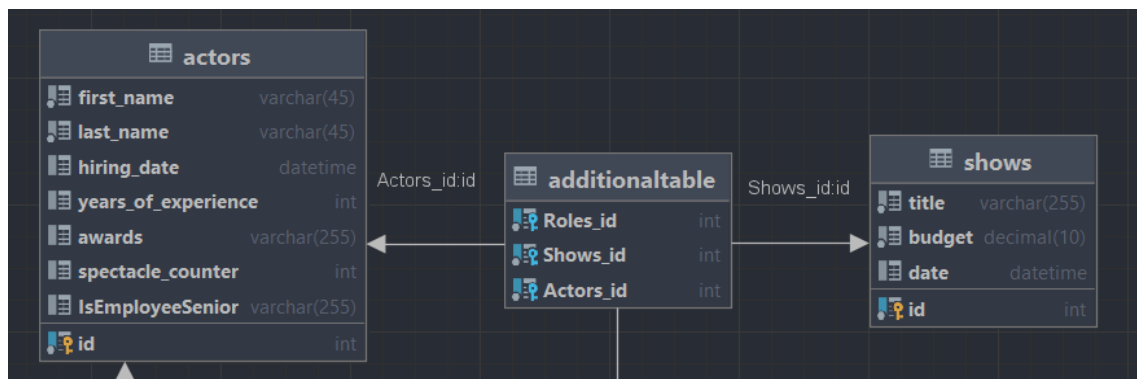 actors
first_name varchar(45)
last_name varchar(45)
hiring_date datetime
years_of_experience int
awards varchar(255)
spectacle_counter int
IsEmployeeSenior varchar(255)
id int
Actors_id:id
additionaltable
Roles_id int
Shows_id int
Actors_id int
Shows_id:id
shows
title varchar(255)
budget decimal(10)
date datetime
id int